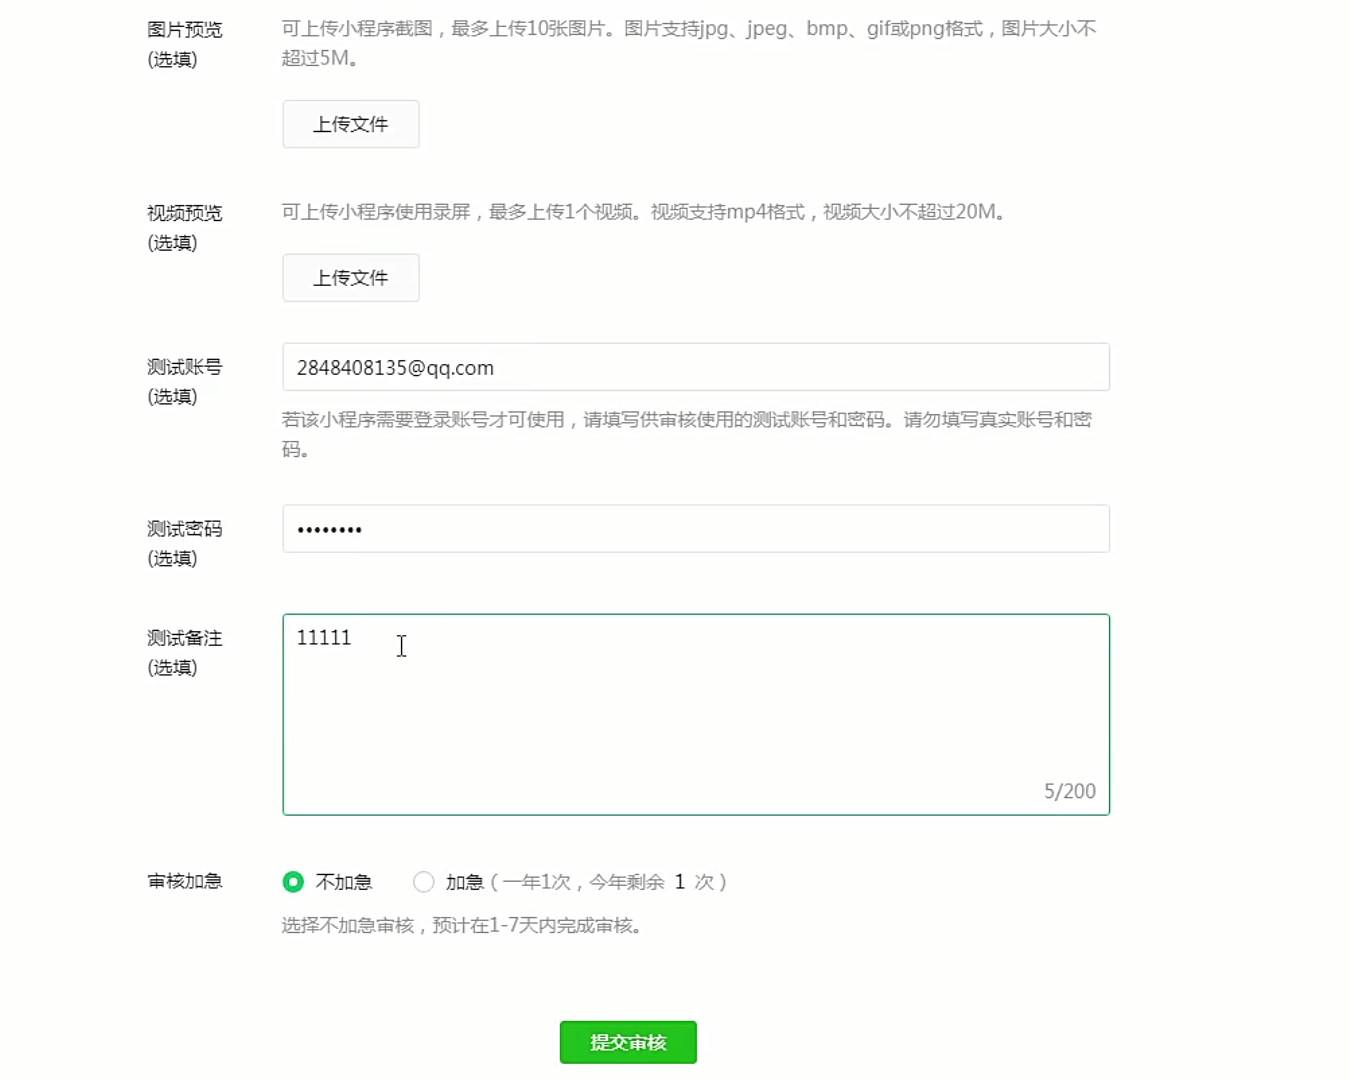 图片预览
(选填)
可上传小程序截图，最多上传10张图片。图片支持jpg、jpeg、bmp、gif或png格式，图片大小不
超过5M。
上传文件
视频预览
(选填)
可上传小程序使用录屏，最多上传1个视频。视频支持mp4格式，视频大小不超过20M。
上传文件
测试账号
(选填)
2848408135@qq.com
若该小程序需要登录账号才可使用，请填写供审核使用的测试账号和密码。请勿填写真实账号和密
码。
测试密码
(选填)
••••••••
测试备注
(选填)
11111
5/200
审核加急
不加急
加急（一年1次，今年剩余 1 次）
选择不加急审核，预计在1-7天内完成审核。
提交审核